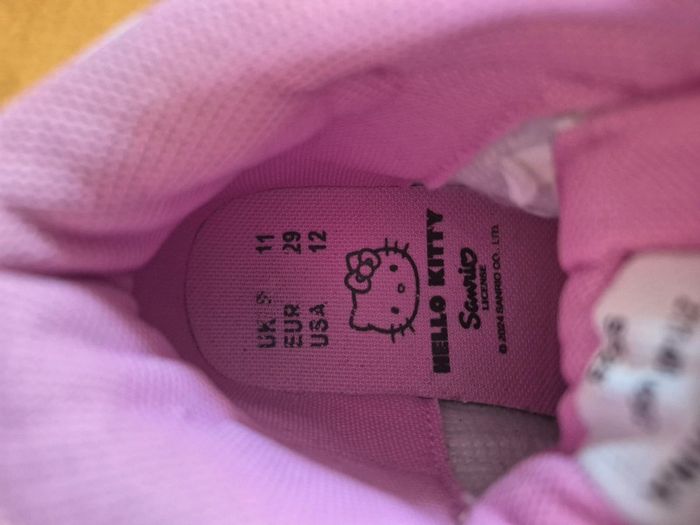 UK 11
EUR 29
USA 12
HELLO KITTY
Sanrio
LICENSE
© 2024 SANRIO CO., LTD.